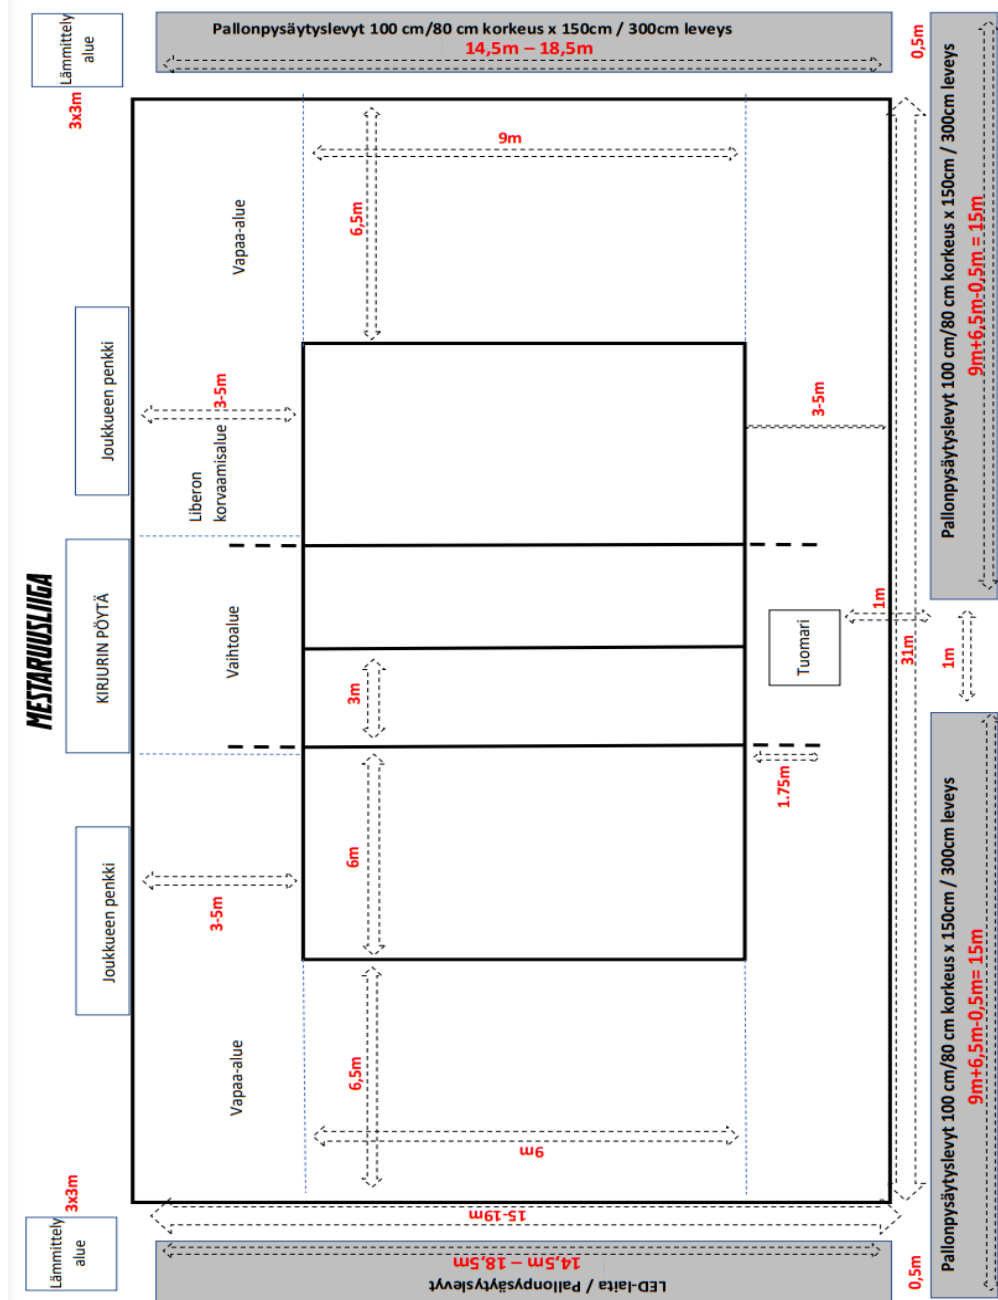 MESTARUUSLIIGA
Lämmittely
alue
3x3m
Joukkueen penkki
KIRJURIN PÖYTÄ
Joukkueen penkki
3x3m
Lämmittely
alue
LED-laita / Pallonpysäytyslevyt
14,5m – 18,5m
15-19m
Vapaa-alue
3-5m
Vaihtoalue
Liberon
korvaamisalue
3-5m
Vapaa-alue
6,5m
6m
3m
6,5m
9m
9m
Pallonpysäytyslevyt 100 cm/80 cm korkeus x 150cm / 300cm leveys
14,5m – 18,5m
1.75m
Tuomari
3-5m
1m
31m
1m
0,5m
0,5m
Pallonpysäytyslevyt 100 cm/80 cm korkeus x 150cm / 300cm leveys
9m+6,5m-0,5m= 15m
Pallonpysäytyslevyt 100 cm/80 cm korkeus x 150cm / 300cm leveys
9m+6,5m-0,5m = 15m